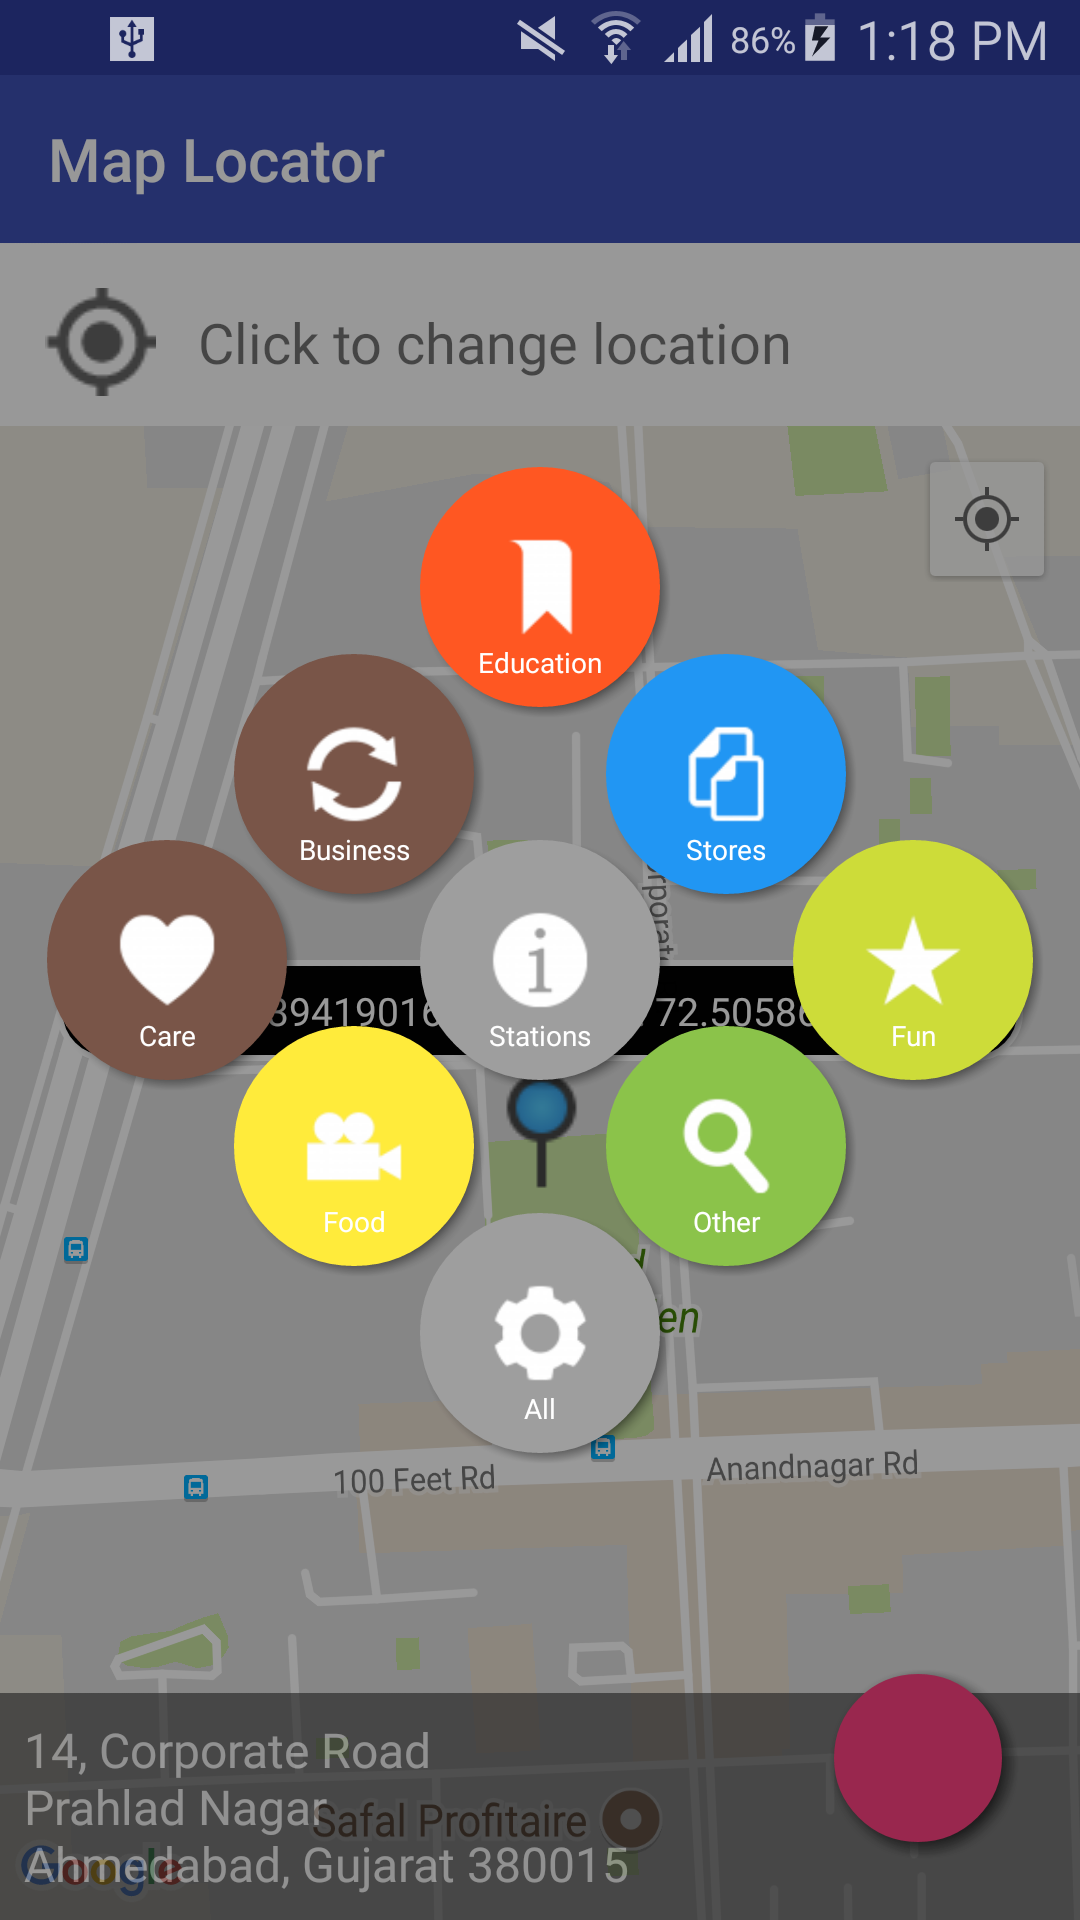 86% 1:18 PM
Map Locator
Click to change location
Education
Business
Stores
Care
Stations
Fun
39419016
72.50586
Food
Other
en
All
100 Feet Rd
Anandnagar Rd
14, Corporate Road
Prahlad Nagar
Safal Profitaire
Ahmedabad, Gujarat 380015
Google